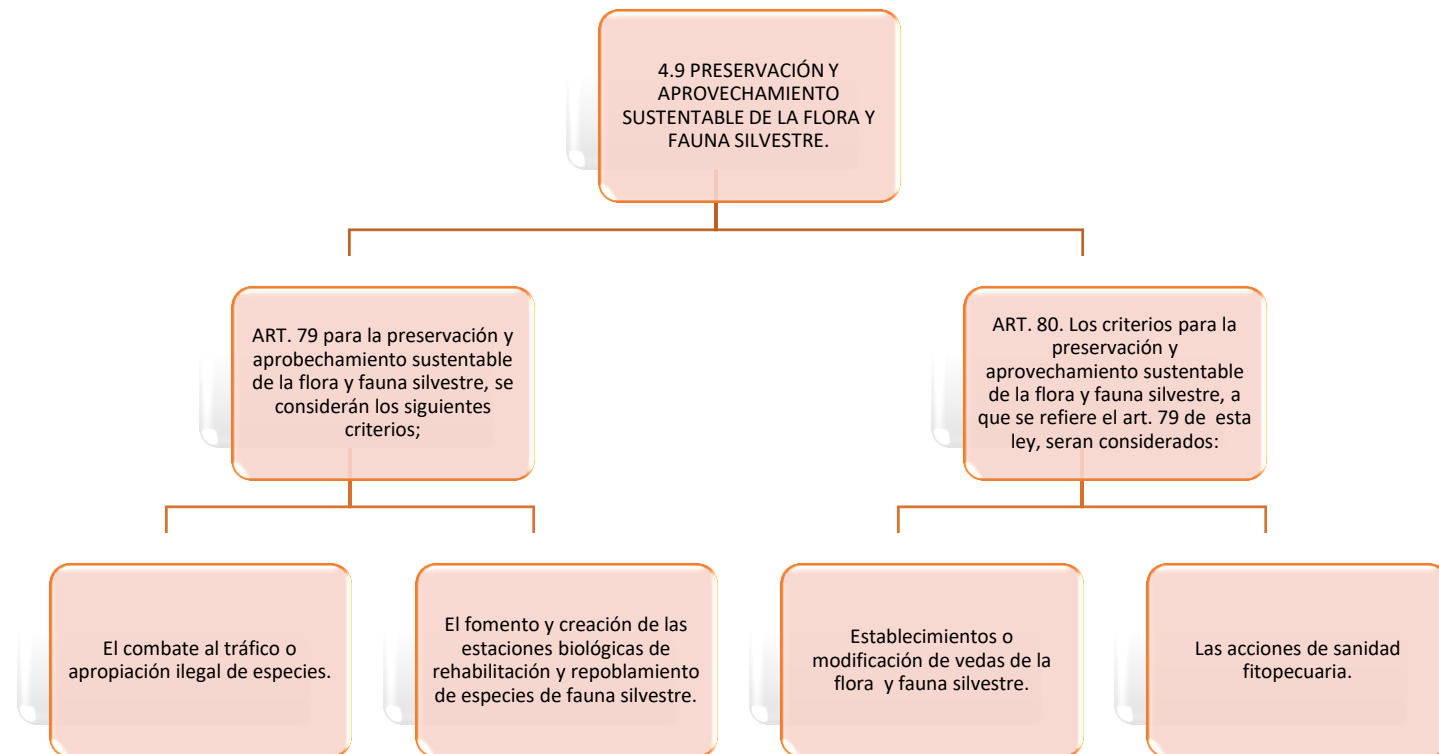 4.9 PRESERVACIÓN Y
APROVECHAMIENTO
SUSTENTABLE DE LA FLORA Y
FAUNA SILVESTRE.
ART. 79 para la preservación y
aprobechamiento sustentable
de la flora y fauna silvestre, se
considerán los siguientes
criterios;
ART. 80. Los criterios para la
preservación y
aprovechamiento sustentable
de la flora y fauna silvestre, a
que se refiere el art. 79 de esta
ley, seran considerados:
El combate al tráfico o
apropiación ilegal de especies.
El fomento y creación de las
estaciones biológicas de
rehabilitación y repoblamiento
de especies de fauna silvestre.
Establecimientos o
modificación de vedas de la
flora y fauna silvestre.
Las acciones de sanidad
fitopecuaria.